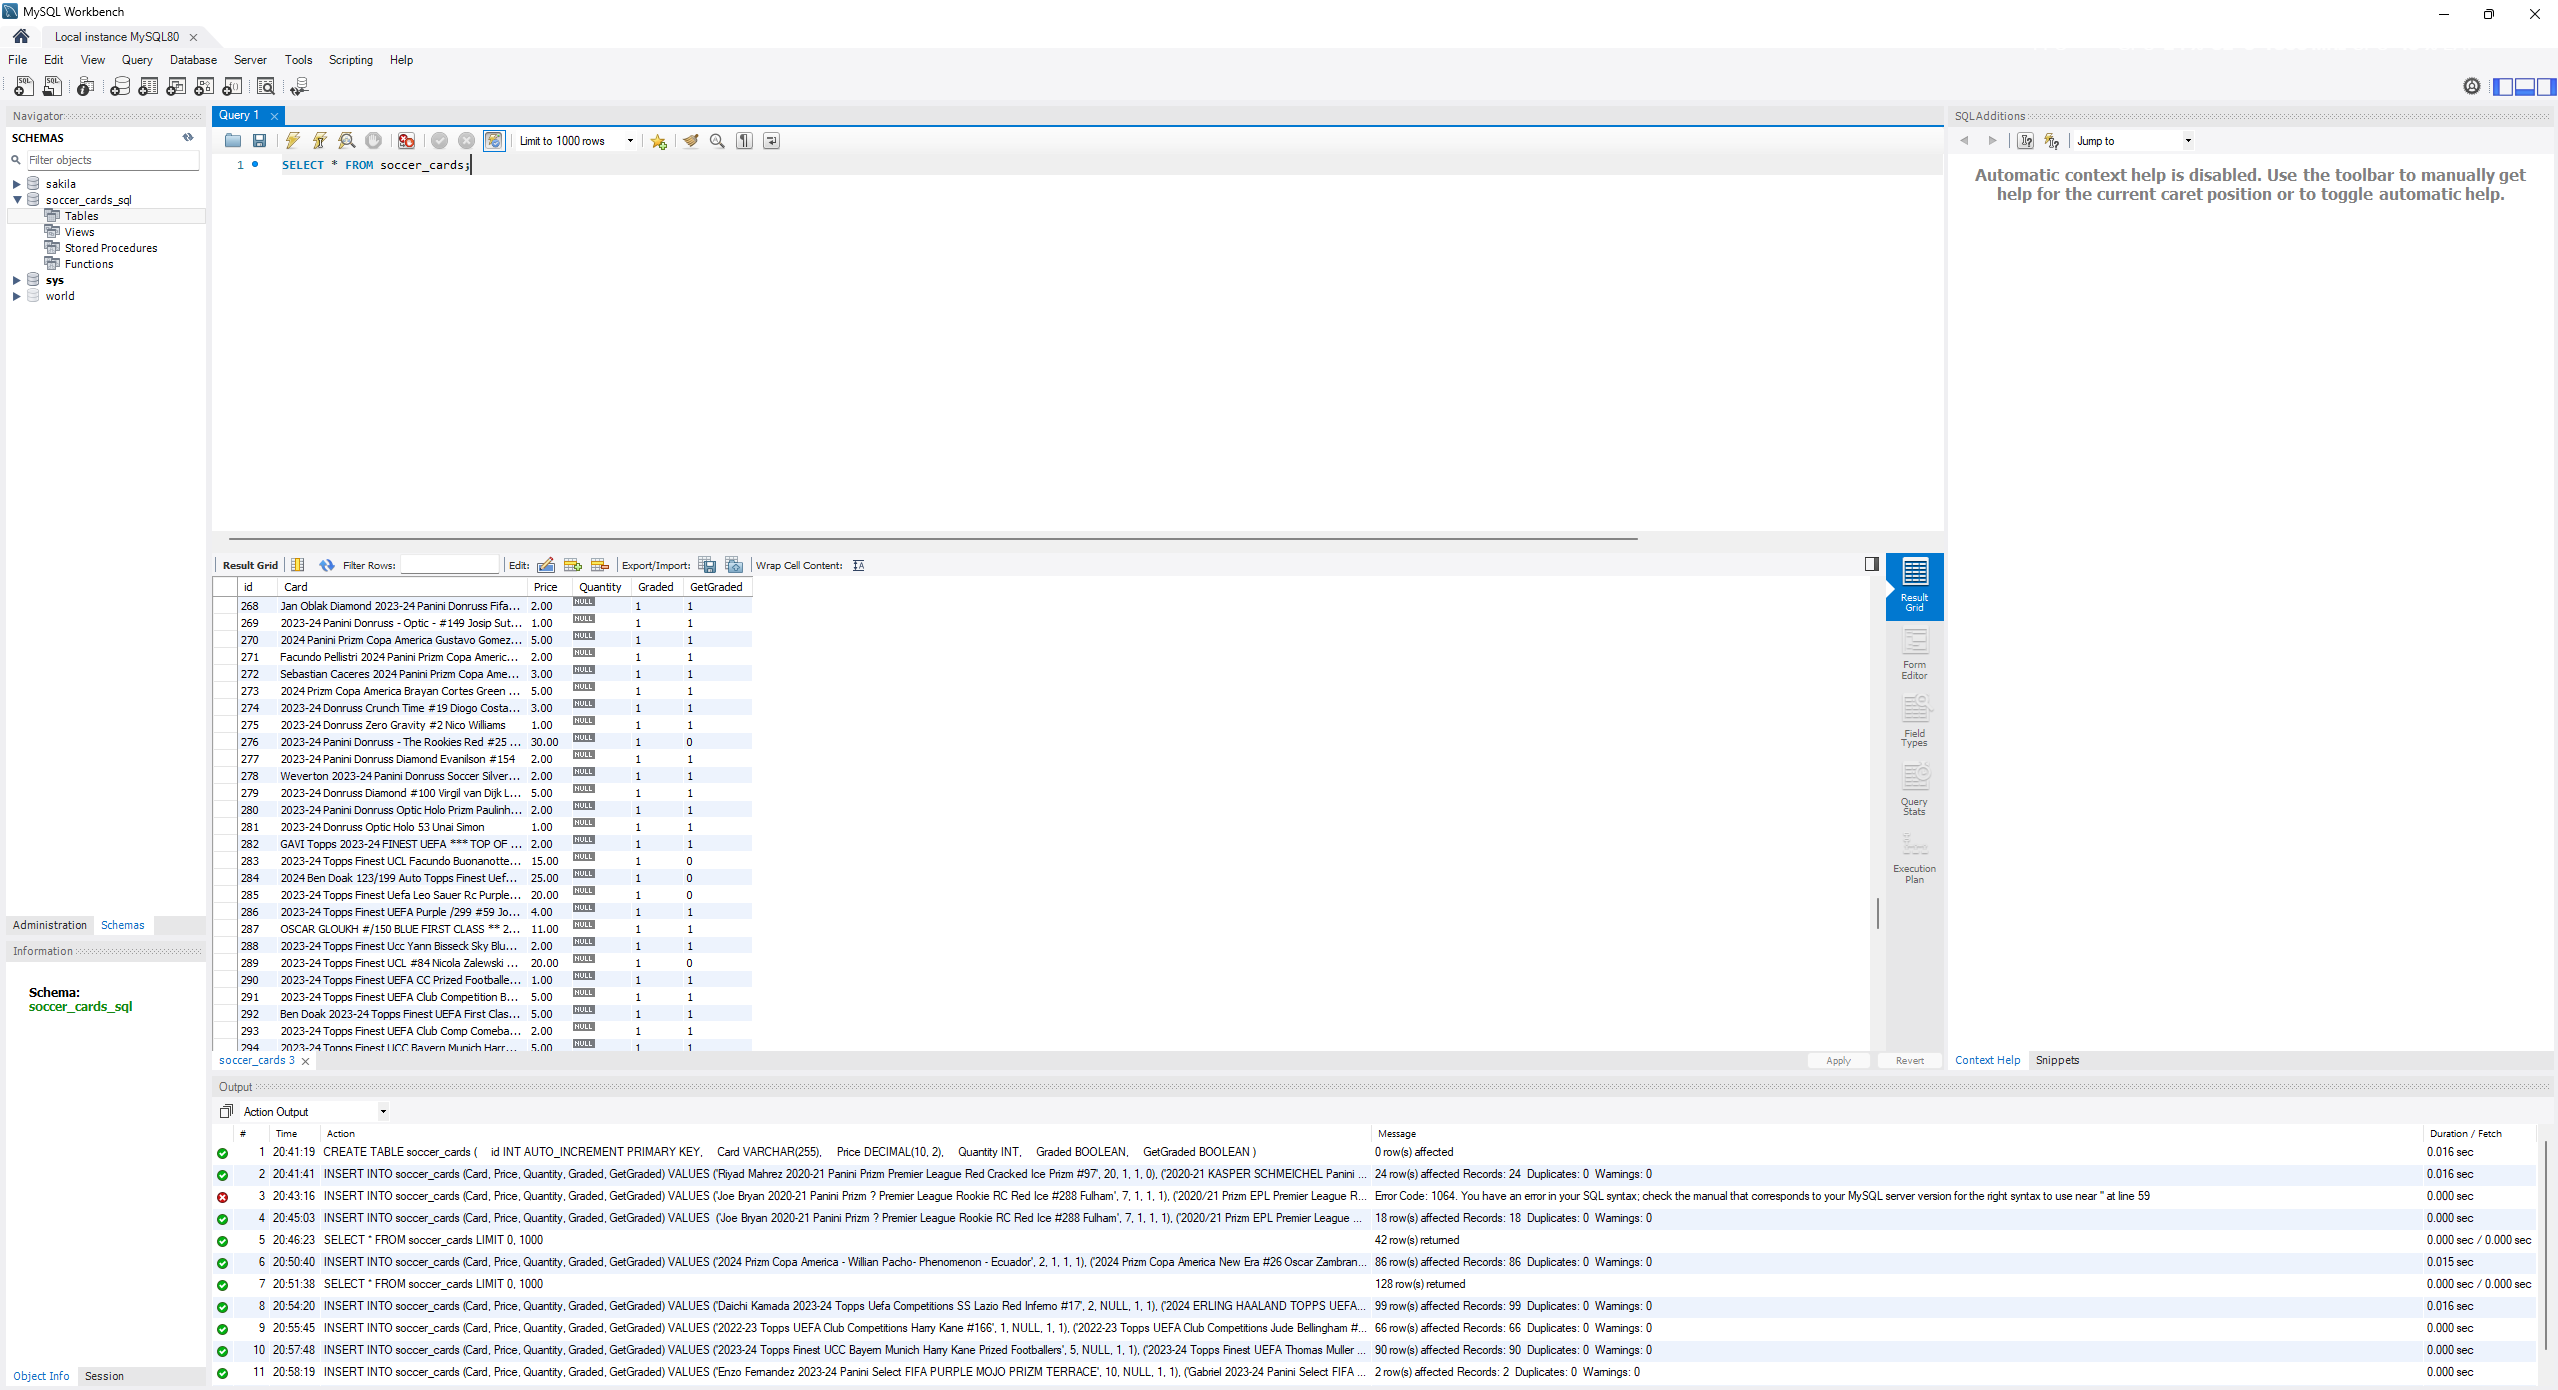 MySQL Workbench
Local instance MySQL80
File Edit View Query Database Server Tools Scripting Help
Navigator
SCHEMAS
Filter objects
sakila
soccer_cards_sql
Tables
Views
Stored Procedures
Functions
sys
world
Administration Schemas
Information
Schema:
soccer_cards_sql
Object Info Session
Query 1
Limit to 1000 rows
1 SELECT * FROM soccer_cards;
Result Grid Filter Rows: Edit: Export/Import: Wrap Cell Content:
id Card Price Quantity Graded GetGraded
268 Jan Oblak Diamond 2023-24 Panini Donruss Fifa... 2.00 NULL 1 1
269 2023-24 Panini Donruss - Optic - #149 Josip Sut... 1.00 NULL 1 1
270 2024 Panini Prizm Copa America Gustavo Gomez... 5.00 NULL 1 1
271 Facundo Pellistri 2024 Panini Prizm Copa Americ... 2.00 NULL 1 1
272 Sebastian Caceres 2024 Panini Prizm Copa Ame... 3.00 NULL 1 1
273 2024 Prizm Copa America Brayan Cortes Green ... 5.00 NULL 1 1
274 2023-24 Donruss Crunch Time #19 Diogo Costa... 3.00 NULL 1 1
275 2023-24 Donruss Zero Gravity #2 Nico Williams 1.00 NULL 1 1
276 2023-24 Panini Donruss - The Rookies Red #25 ... 30.00 NULL 1 0
277 2023-24 Panini Donruss Diamond Evanilson #154 2.00 NULL 1 1
278 Weverton 2023-24 Panini Donruss Soccer Silver... 2.00 NULL 1 1
279 2023-24 Donruss Diamond #100 Virgil van Dijk L... 5.00 NULL 1 1
280 2023-24 Panini Donruss Optic Holo Prizm Paulinh... 2.00 NULL 1 1
281 2023-24 Donruss Optic Holo 53 Unai Simon 1.00 NULL 1 1
282 GAVI Topps 2023-24 FINEST UEFA *** TOP OF ... 2.00 NULL 1 1
283 2023-24 Topps Finest UCL Facundo Buonanotte... 15.00 NULL 1 0
284 2024 Ben Doak 123/199 Auto Topps Finest Uef... 25.00 NULL 1 0
285 2023-24 Topps Finest Uefa Leo Sauer Rc Purple... 20.00 NULL 1 0
286 2023-24 Topps Finest UEFA Purple /299 #59 Jo... 4.00 NULL 1 1
287 OSCAR GLOUKH #/150 BLUE FIRST CLASS ** 2... 11.00 NULL 1 1
288 2023-24 Topps Finest Ucc Yann Bisseck Sky Blu... 2.00 NULL 1 1
289 2023-24 Topps Finest UCL #84 Nicola Zalewski ... 20.00 NULL 1 0
290 2023-24 Topps Finest UEFA CC Prized Footballe... 1.00 NULL 1 1
291 2023-24 Topps Finest UEFA Club Competition B... 5.00 NULL 1 1
292 Ben Doak 2023-24 Topps Finest UEFA First Clas... 5.00 NULL 1 1
293 2023-24 Topps Finest UEFA Club Comp Comeba... 2.00 NULL 1 1
294 2023-24 Topps Finest UCC Bayern Munich Harr... 5.00 NULL 1 1
soccer_cards 3
Apply Revert
Result
Grid
Form
Editor
Field
Types
Query
Stats
Execution
Plan
SQLAdditions
Jump to
Automatic context help is disabled. Use the toolbar to manually get
help for the current caret position or to toggle automatic help.
Context Help Snippets
Output
Action Output
# Time Action Message Duration / Fetch
1 20:41:19 CREATE TABLE soccer_cards ( id INT AUTO_INCREMENT PRIMARY KEY, Card VARCHAR(255), Price DECIMAL(10, 2), Quantity INT, Graded BOOLEAN, GetGraded BOOLEAN ) 0 row(s) affected 0.016 sec
2 20:41:41 INSERT INTO soccer_cards (Card, Price, Quantity, Graded, GetGraded) VALUES ('Riyad Mahrez 2020-21 Panini Prizm Premier League Red Cracked Ice Prizm #97', 20, 1, 1, 0), ('2020-21 KASPER SCHMEICHEL Panini ... 24 row(s) affected Records: 24 Duplicates: 0 Warnings: 0 0.016 sec
3 20:43:16 INSERT INTO soccer_cards (Card, Price, Quantity, Graded, GetGraded) VALUES ('Joe Bryan 2020-21 Panini Prizm ? Premier League Rookie RC Red Ice #288 Fulham', 7, 1, 1, 1), ('2020/21 Prizm EPL Premier League R... Error Code: 1064. You have an error in your SQL syntax; check the manual that corresponds to your MySQL server version for the right syntax to use near '' at line 59 0.000 sec
4 20:45:03 INSERT INTO soccer_cards (Card, Price, Quantity, Graded, GetGraded) VALUES ('Joe Bryan 2020-21 Panini Prizm ? Premier League Rookie RC Red Ice #288 Fulham', 7, 1, 1, 1), ('2020/21 Prizm EPL Premier League ... 18 row(s) affected Records: 18 Duplicates: 0 Warnings: 0 0.000 sec
5 20:46:23 SELECT * FROM soccer_cards LIMIT 0, 1000 42 row(s) returned 0.000 sec / 0.000 sec
6 20:50:40 INSERT INTO soccer_cards (Card, Price, Quantity, Graded, GetGraded) VALUES ('2024 Prizm Copa America - Willian Pacho- Phenomenon - Ecuador', 2, 1, 1, 1), ('2024 Prizm Copa America New Era #26 Oscar Zambran... 86 row(s) affected Records: 86 Duplicates: 0 Warnings: 0 0.015 sec
7 20:51:38 SELECT * FROM soccer_cards LIMIT 0, 1000 128 row(s) returned 0.000 sec / 0.000 sec
8 20:54:20 INSERT INTO soccer_cards (Card, Price, Quantity, Graded, GetGraded) VALUES ('Daichi Kamada 2023-24 Topps Uefa Competitions SS Lazio Red Inferno #17', 2, NULL, 1, 1), ('2024 ERLING HAALAND TOPPS UEFA... 99 row(s) affected Records: 99 Duplicates: 0 Warnings: 0 0.016 sec
9 20:55:45 INSERT INTO soccer_cards (Card, Price, Quantity, Graded, GetGraded) VALUES ('2022-23 Topps UEFA Club Competitions Harry Kane #166', 1, NULL, 1, 1), ('2022-23 Topps UEFA Club Competitions Jude Bellingham #... 66 row(s) affected Records: 66 Duplicates: 0 Warnings: 0 0.000 sec
10 20:57:48 INSERT INTO soccer_cards (Card, Price, Quantity, Graded, GetGraded) VALUES ('2023-24 Topps Finest UCC Bayern Munich Harry Kane Prized Footballers', 5, NULL, 1, 1), ('2023-24 Topps Finest UEFA Thomas Muller ... 90 row(s) affected Records: 90 Duplicates: 0 Warnings: 0 0.000 sec
11 20:58:19 INSERT INTO soccer_cards (Card, Price, Quantity, Graded, GetGraded) VALUES ('Enzo Fernandez 2023-24 Panini Select FIFA PURPLE MOJO PRIZM TERRACE', 10, NULL, 1, 1), ('Gabriel 2023-24 Panini Select FIFA ... 2 row(s) affected Records: 2 Duplicates: 0 Warnings: 0 0.000 sec